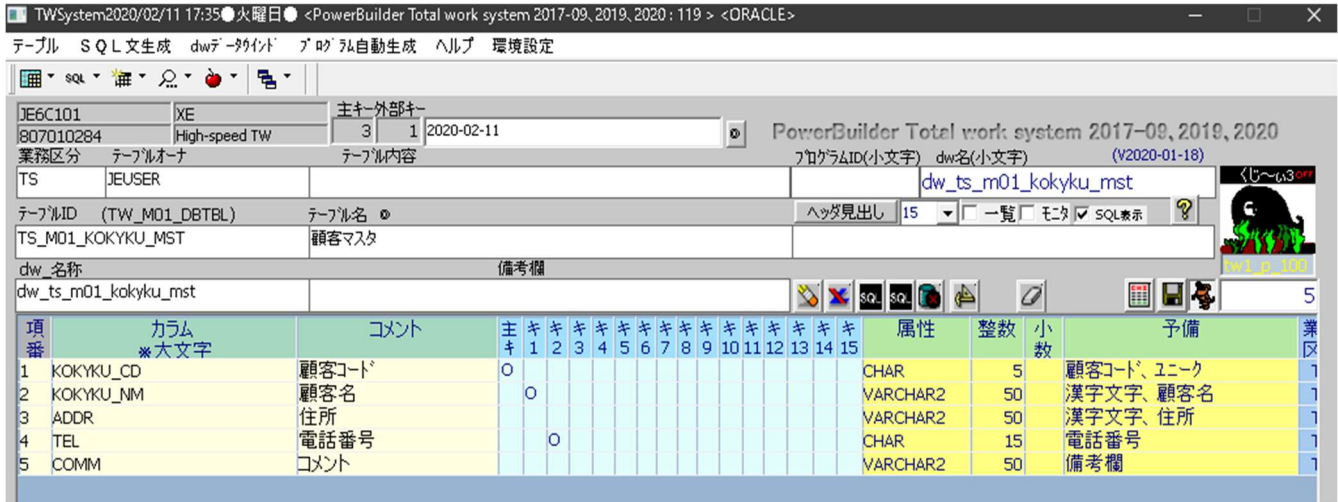 TWSystem2020/02/11 17:35●火曜日● <PowerBuilder Total work system 2017-09､2019､2020 : 119 > <ORACLE>
テーブル ＳＱＬ文生成 dwﾃﾞｰﾀｳｲﾝﾄﾞ ﾌﾟﾛｸﾞﾗﾑ自動生成 ヘルプ 環境設定
SQL
JE6C101 XE 主キー外部キー
807010284 High-speed TW 3 1 2020-02-11 PowerBuilder Total work system 2017-09,2019,2020
業務区分 テーブルオーナ テーブル内容 ﾌﾟﾛｸﾞﾗﾑID(小文字) dw名(小文字) (V2020-01-18)
TS JEUSER dw_ts_m01_kokyku_mst くじ～ら3OFF
テーブルID (TW_M01_DBTBL) テーブル名 ヘッダ見出し 15 一覧 ﾓﾆﾀ SQL表示
TS_M01_KOKYKU_MST 顧客マスタ
dw_名称 備考欄 tw1_p_100
dw_ts_m01_kokyku_mst SQL SQL 5
項番 カラム ※大文字 コメント 主キ キ1 キ2 キ3 キ4 キ5 キ6 キ7 キ8 キ9 キ10 キ11 キ12 キ13 キ14 キ15 属性 整数 小数 予備 業区
1 KOKYKU_CD 顧客コード O CHAR 5 顧客コード、ユニーク
2 KOKYKU_NM 顧客名 O VARCHAR2 50 漢字文字、顧客名
3 ADDR 住所 VARCHAR2 50 漢字文字、住所
4 TEL 電話番号 O CHAR 15 電話番号
5 COMM コメント VARCHAR2 50 備考欄